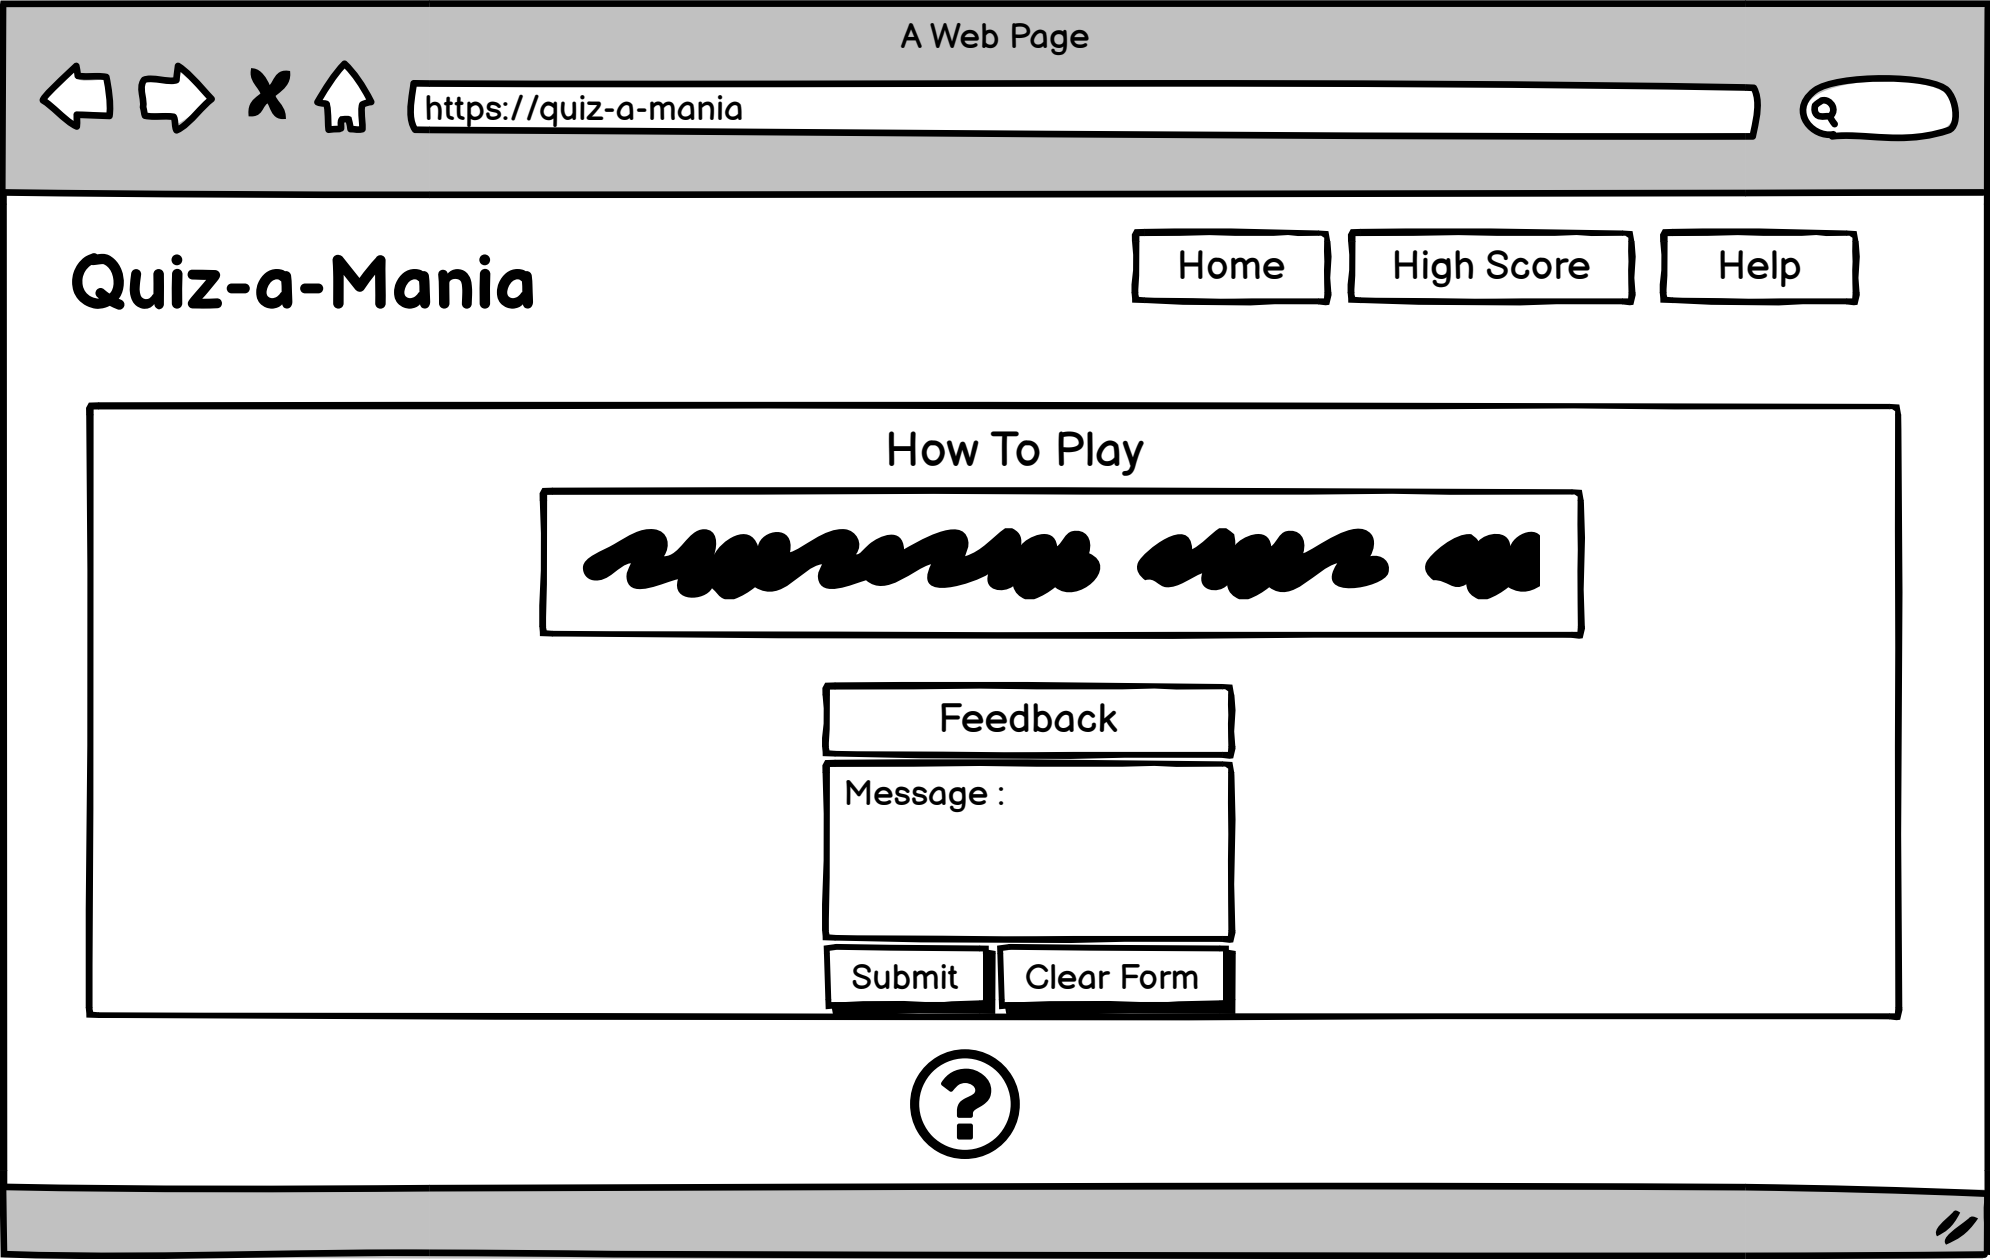 A Web Page
https://quiz-a-mania
Quiz-a-Mania
Home
High Score
Help
How To Play
Feedback
Message :
Submit
Clear Form
?